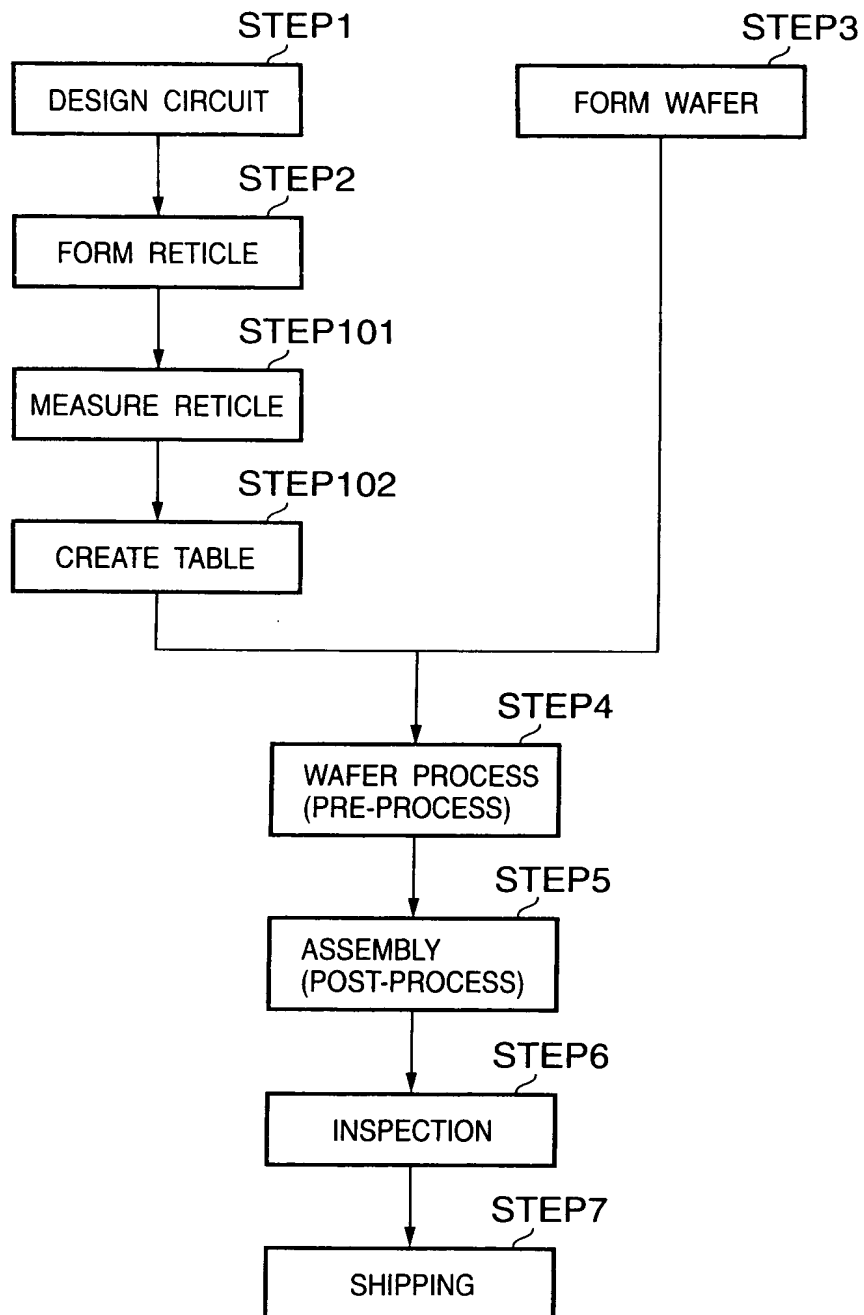 STEP1
DESIGN CIRCUIT
STEP3
FORM WAFER
STEP2
FORM RETICLE
STEP101
MEASURE RETICLE
STEP102
CREATE TABLE
STEP4
WAFER PROCESS
(PRE-PROCESS)
STEP5
ASSEMBLY
(POST-PROCESS)
STEP6
INSPECTION
STEP7
SHIPPING